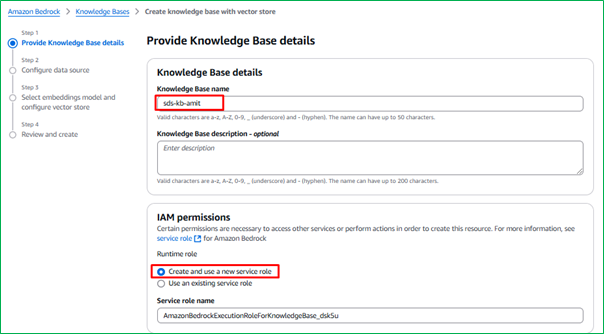 Amazon Bedrock > Knowledge Bases > Create knowledge base with vector store
Step 1
Provide Knowledge Base details
Step 2
Configure data source
Step 3
Select embeddings model and
configure vector store
Step 4
Review and create
Provide Knowledge Base details
Knowledge Base details
Knowledge Base name
sds-kb-amit
Valid characters are a-z, A-Z, 0-9, _ (underscore) and - (hyphen). The name can have up to 50 characters.
Knowledge Base description - optional
Enter description
Valid characters are a-z, A-Z, 0-9, _ (underscore) and - (hyphen). The name can have up to 200 characters.
IAM permissions
Certain permissions are necessary to access other services or perform actions in order to create this resource. For more information, see
service role for Amazon Bedrock
Runtime role
Create and use a new service role
Use an existing service role
Service role name
AmazonBedrockExecutionRoleForKnowledgeBase_dsk5u